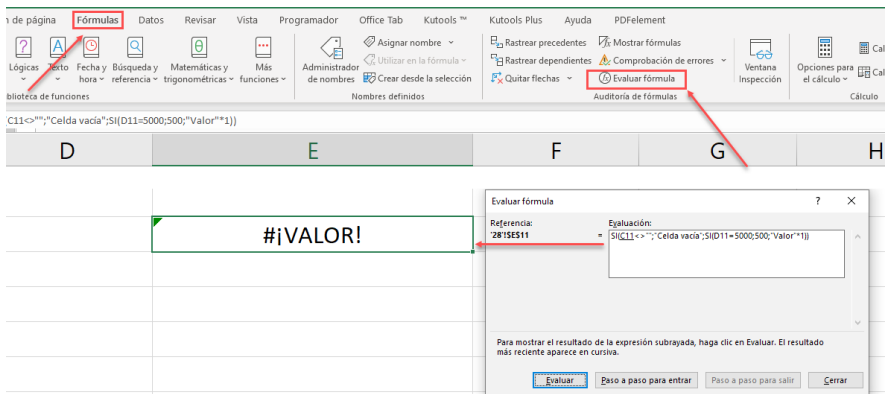 n de página Fórmulas Datos Revisar Vista Programador Office Tab Kutools ™ Kutools Plus Ayuda PDFelement
Lógicas Texto Fecha y hora Búsqueda y referencia Matemáticas y trigonométricas Más funciones
blioteca de funciones
Administrador de nombres
Asignar nombre
Utilizar en la fórmula
Crear desde la selección
Nombres definidos
Rastrear precedentes
Rastrear dependientes
Quitar flechas
Mostrar fórmulas
Comprobación de errores
Evaluar fórmula
Auditoría de fórmulas
Ventana Inspección
Opciones para el cálculo
Cal
Cal
Cálculo
C11<>"";"Celda vacía";SI(D11=5000;500;"Valor"*1))
D E F G H
#¡VALOR!
Evaluar fórmula ? ×
Referencia: Evaluación:
'28'!$E$11 = SI(C11<>"";"Celda vacía";SI(D11=5000;500;"Valor"*1))
Para mostrar el resultado de la expresión subrayada, haga clic en Evaluar. El resultado
más reciente aparece en cursiva.
Evaluar Paso a paso para entrar Paso a paso para salir Cerrar